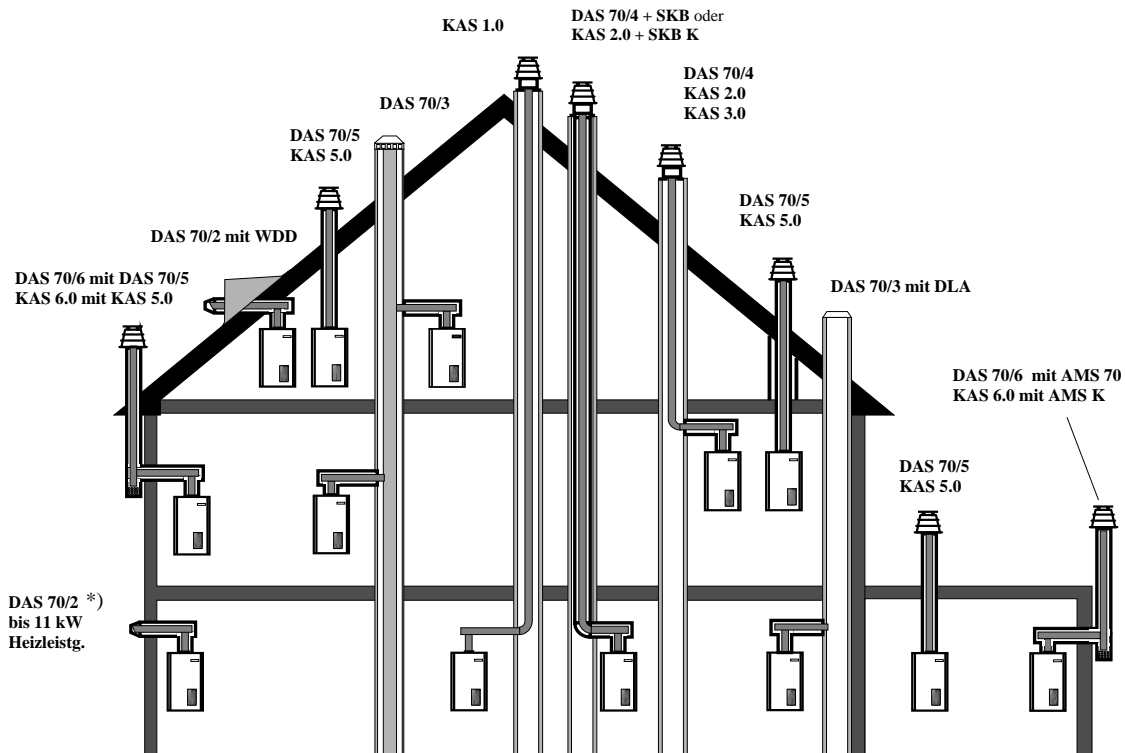 KAS 1.0
DAS 70/4 + SKB oder
KAS 2.0 + SKB K
DAS 70/4
KAS 2.0
KAS 3.0
DAS 70/3
DAS 70/5
KAS 5.0
DAS 70/5
KAS 5.0
DAS 70/2 mit WDD
DAS 70/6 mit DAS 70/5
KAS 6.0 mit KAS 5.0
DAS 70/3 mit DLA
DAS 70/6 mit AMS 70
KAS 6.0 mit AMS K
DAS 70/5
KAS 5.0
DAS 70/2 *)
bis 11 kW
Heizleistg.